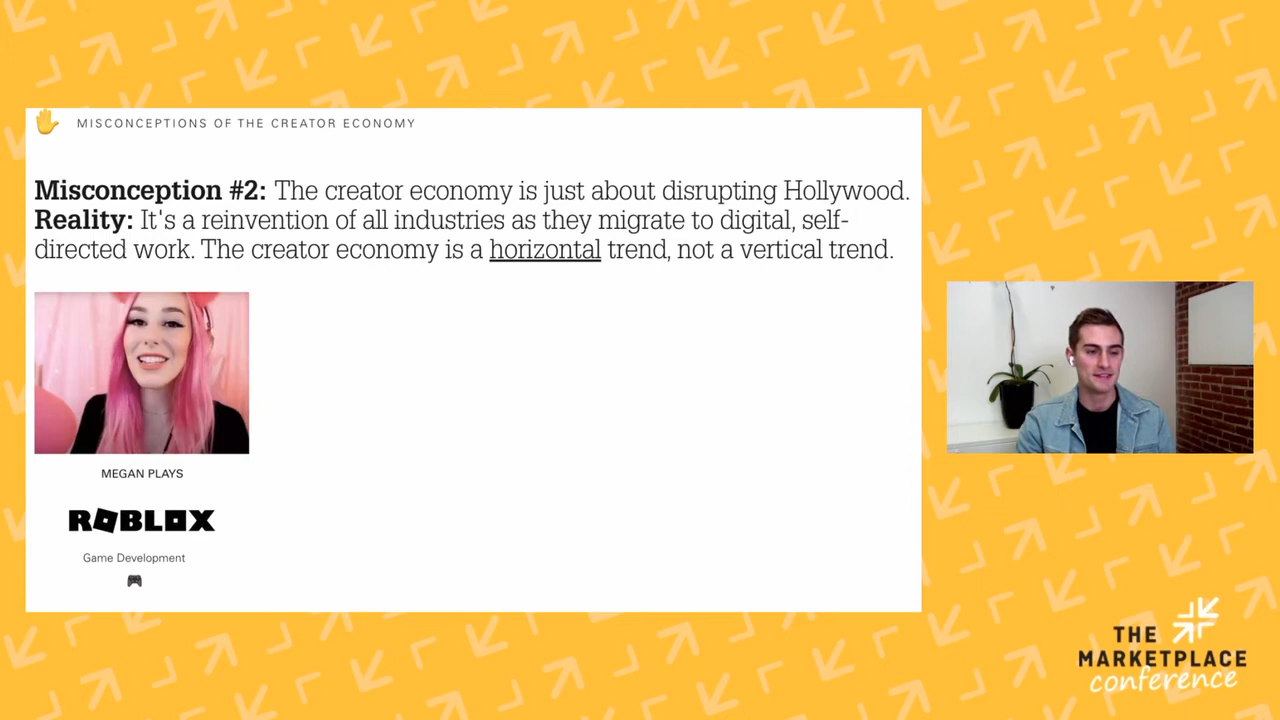 MISCONCEPTIONS OF THE CREATOR ECONOMY
Misconception #2: The creator economy is just about disrupting Hollywood.
Reality: It's a reinvention of all industries as they migrate to digital, self-
directed work. The creator economy is a horizontal trend, not a vertical trend.
MEGAN PLAYS
ROBLOX
Game Development
THE
MARKETPLACE
conference